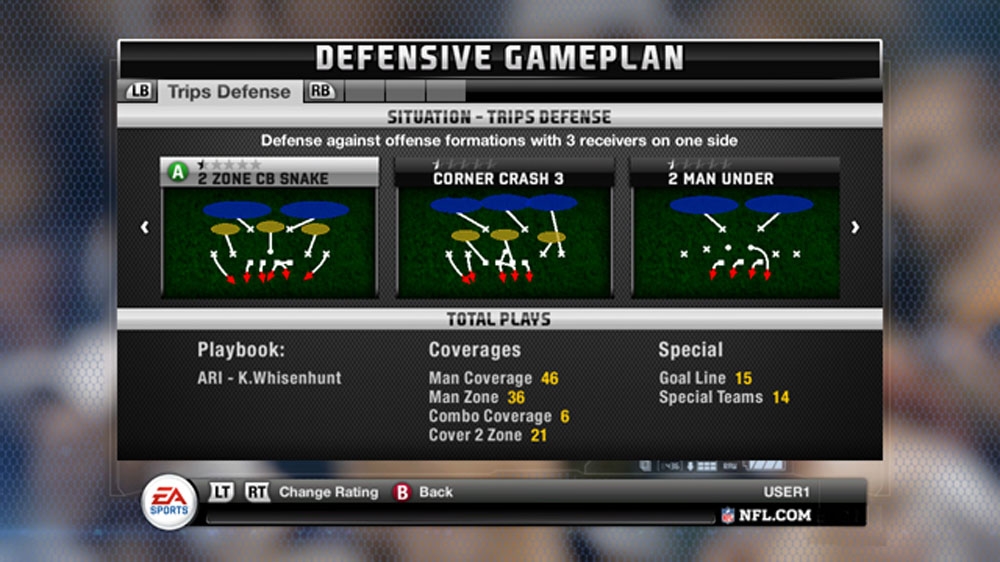 DEFENSIVE GAMEPLAN
LB Trips Defense RB
SITUATION - TRIPS DEFENSE
Defense against offense formations with 3 receivers on one side
A 2 ZONE CB SNAKE
CORNER CRASH 3
2 MAN UNDER
TOTAL PLAYS
Playbook:
ARI - K.Whisenhunt
Coverages
Man Coverage 46
Man Zone 36
Combo Coverage 6
Cover 2 Zone 21
Special
Goal Line 15
Special Teams 14
EA
SPORTS
LT RT Change Rating B Back
USER1
NFL.COM